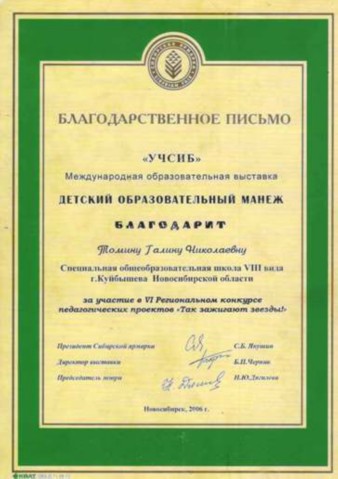 БЛАГОДАРСТВЕННОЕ ПИСЬМО
«УЧСИБ»
Международная образовательная выставка
ДЕТСКИЙ ОБРАЗОВАТЕЛЬНЫЙ МАНЕЖ
БЛАГОДАРИТ
Томину Галину Николаевну
Специальная общеобразовательная школа VIII вида
г.Куйбышева Новосибирской области
за участие в VI Региональном конкурсе
педагогических проектов «Так зажигают звезды!»
Президент Сибирской ярмарки С.Б. Якушин
Директор выставки Б.П.Чернов
Председатель жюри Н.Ю.Дягилева
Новосибирск, 2006 г.